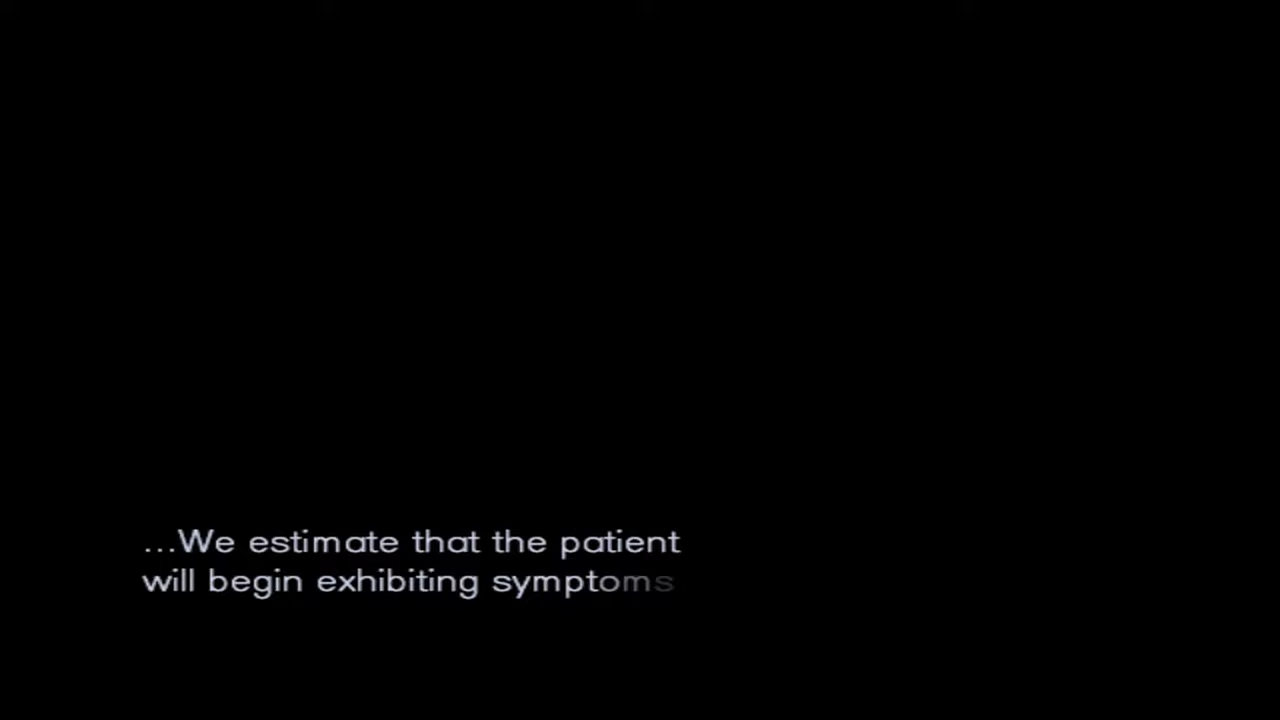 ...We estimate that the patient
will begin exhibiting symptoms